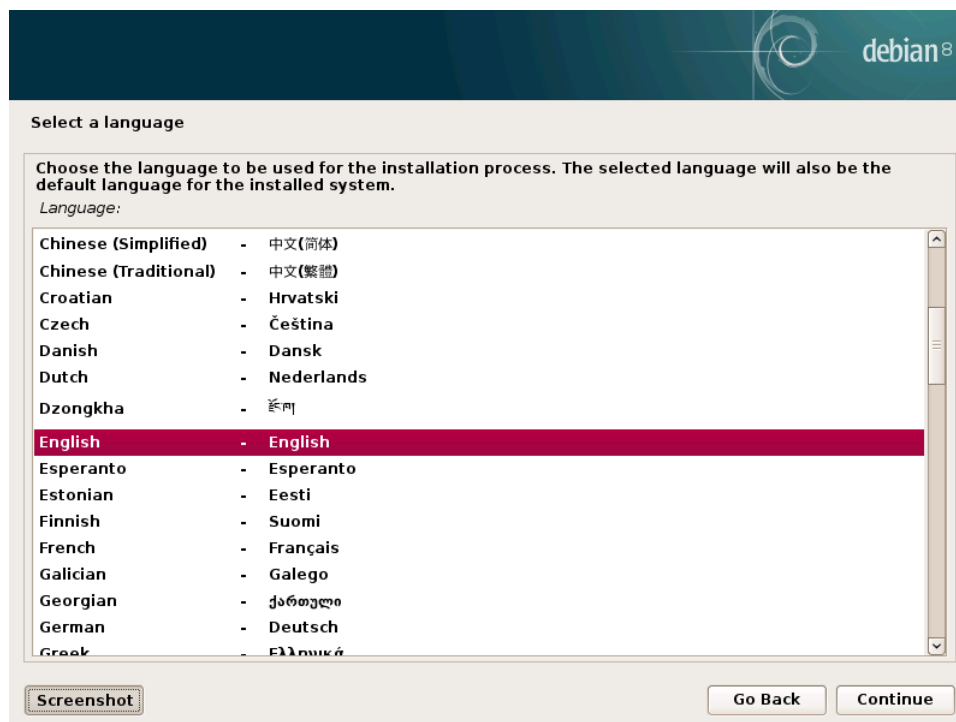 debian 8
Select a language
Choose the language to be used for the installation process. The selected language will also be the
default language for the installed system.
Language:
Chinese (Simplified) - 中文(简体)
Chinese (Traditional) - 中文(繁體)
Croatian - Hrvatski
Czech - Čeština
Danish - Dansk
Dutch - Nederlands
Dzongkha - རྫོང་ཁ།
English - English
Esperanto - Esperanto
Estonian - Eesti
Finnish - Suomi
French - Français
Galician - Galego
Georgian - ქართული
German - Deutsch
Greek - Ελληνικά
Screenshot Go Back Continue